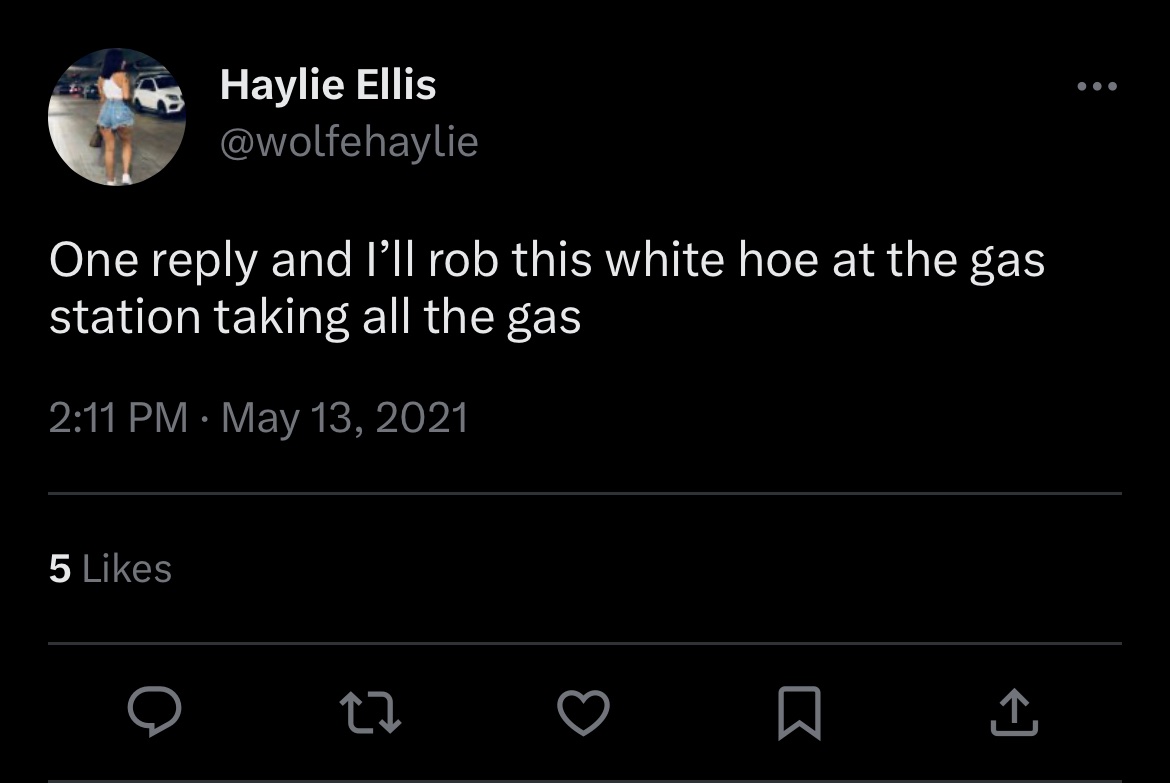 Haylie Ellis
@wolfehaylie
One reply and I’ll rob this white hoe at the gas
station taking all the gas
2:11 PM · May 13, 2021
5 Likes